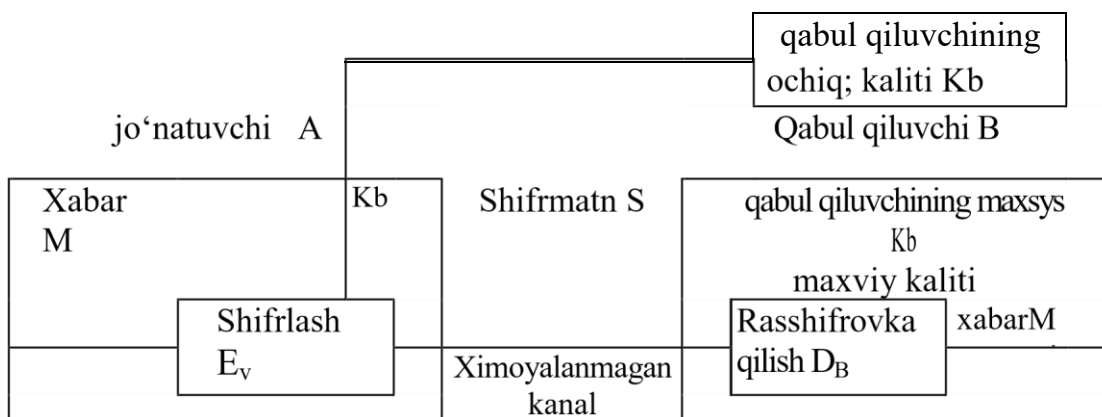 qabul qiluvchining
ochiq; kaliti Kb
jo‘natuvchi A
Qabul qiluvchi B
Xabar
M
Kb
Shifrmatn S
qabul qiluvchining maxsys
Kb
maxviy kaliti
Shifrlash
Eᵥ
Rasshifrovka
qilish D_B
xabarM
Ximoyalanmagan
kanal